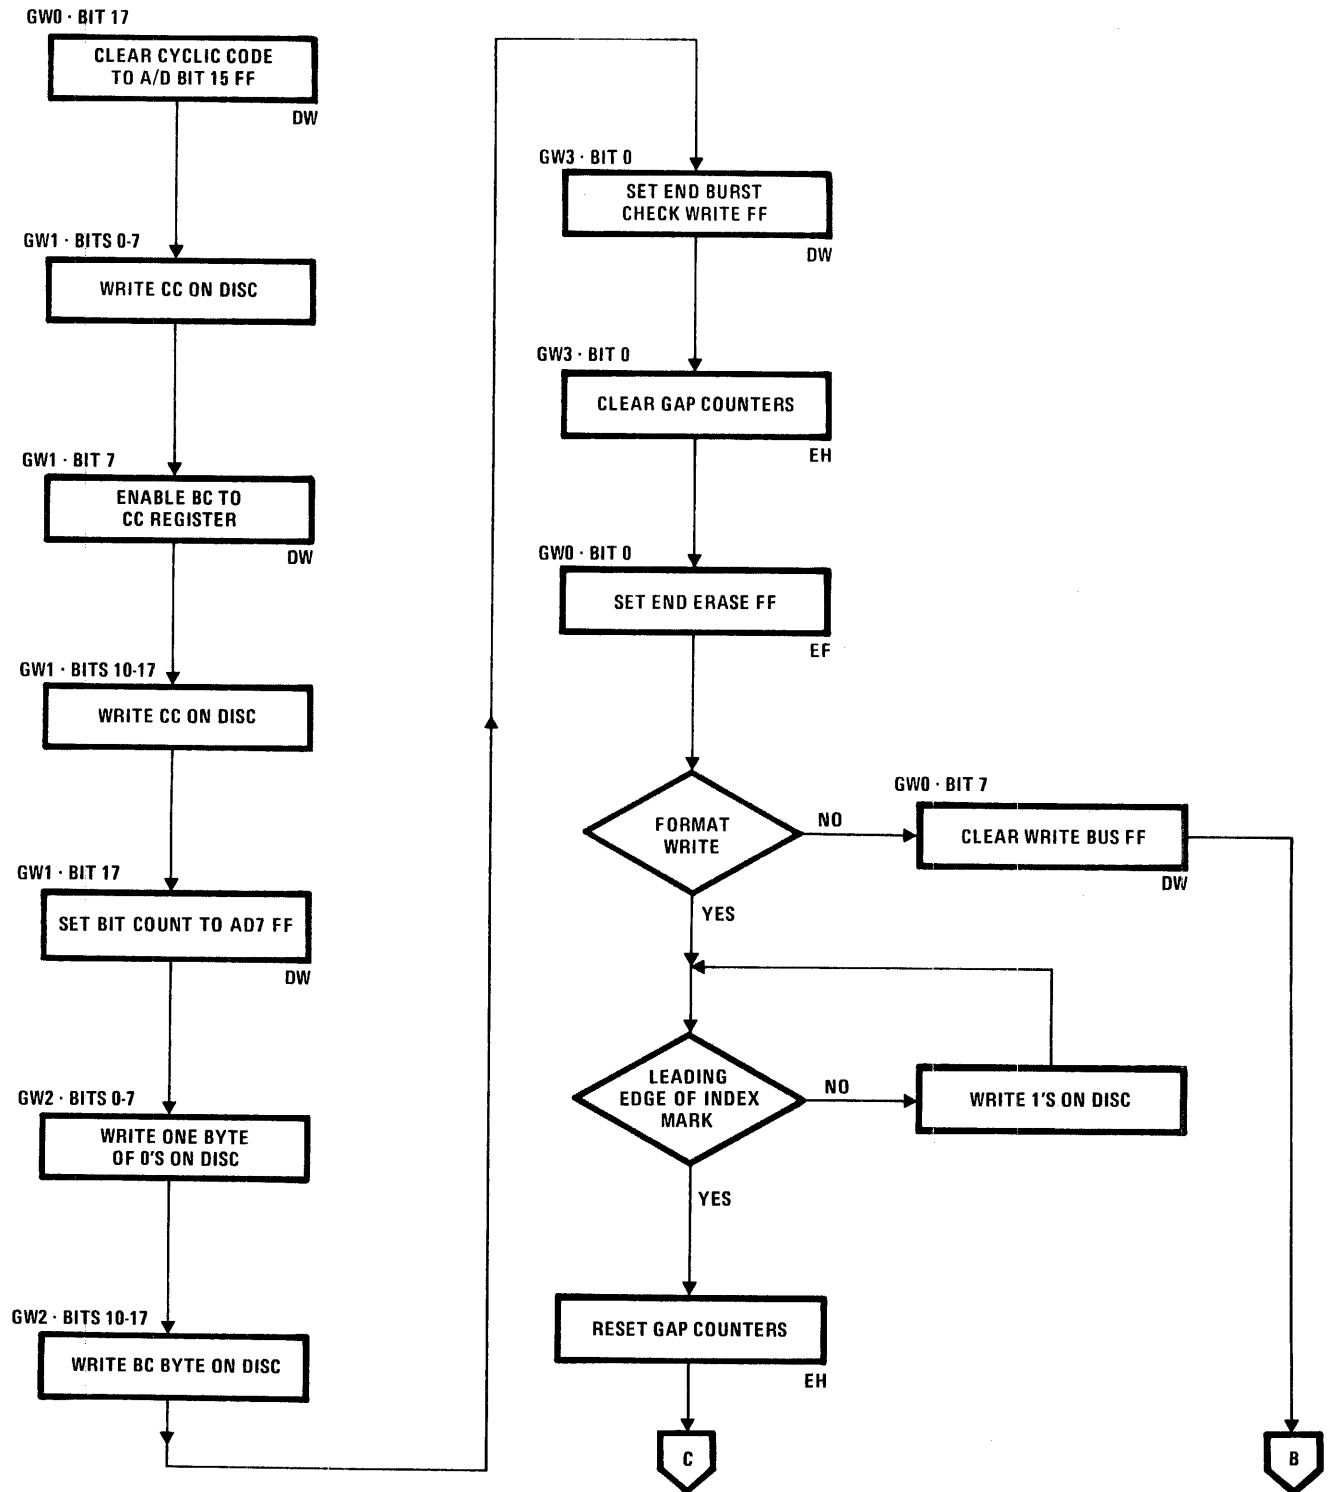 GW0 · BIT 17
CLEAR CYCLIC CODE
TO A/D BIT 15 FF
DW
GW1 · BITS 0-7
WRITE CC ON DISC
GW1 · BIT 7
ENABLE BC TO
CC REGISTER
DW
GW1 · BITS 10-17
WRITE CC ON DISC
GW1 · BIT 17
SET BIT COUNT TO AD7 FF
DW
GW2 · BITS 0-7
WRITE ONE BYTE
OF 0'S ON DISC
GW2 · BITS 10-17
WRITE BC BYTE ON DISC
GW3 · BIT 0
SET END BURST
CHECK WRITE FF
DW
GW3 · BIT 0
CLEAR GAP COUNTERS
EH
GW0 · BIT 0
SET END ERASE FF
EF
FORMAT
WRITE
NO
GW0 · BIT 7
CLEAR WRITE BUS FF
DW
YES
LEADING
EDGE OF INDEX
MARK
NO
WRITE 1'S ON DISC
YES
RESET GAP COUNTERS
EH
C
B